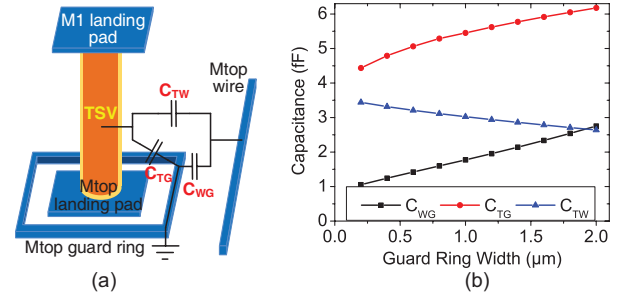 M1 landing
pad
TSV
C_TW
C_TG
C_WG
Mtop
wire
Mtop
landing pad
Mtop guard ring
(a)
Capacitance (fF)
6
5
4
3
2
1
0
C_WG C_TG C_TW
0.0 0.5 1.0 1.5 2.0
Guard Ring Width (μm)
(b)